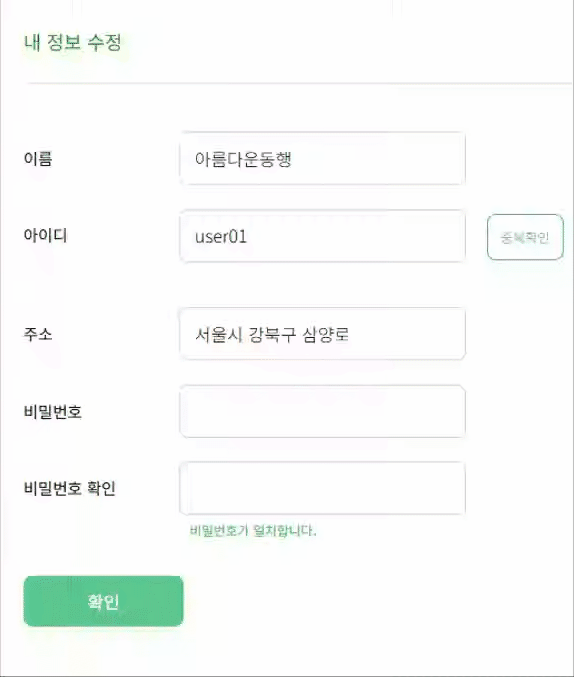 내 정보 수정
이름 아름다운동행
아이디 user01 중복확인
주소 서울시 강북구 삼양로
비밀번호
비밀번호 확인
비밀번호가 일치합니다.
확인